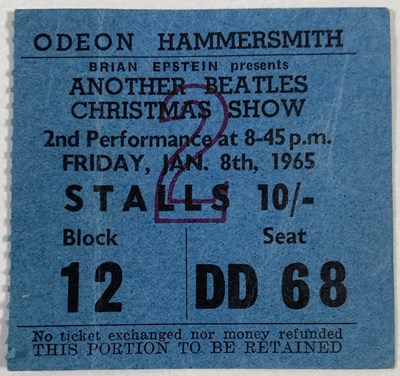 ODEON HAMMERSMITH
BRIAN EPSTEIN presents
ANOTHER BEATLES
CHRISTMAS SHOW
2nd Performance at 8-45 p.m.
FRIDAY, JAN. 8th, 1965
2
STALLS 10/-
Block Seat
12 DD 68
No ticket exchanged nor money refunded
THIS PORTION TO BE RETAINED